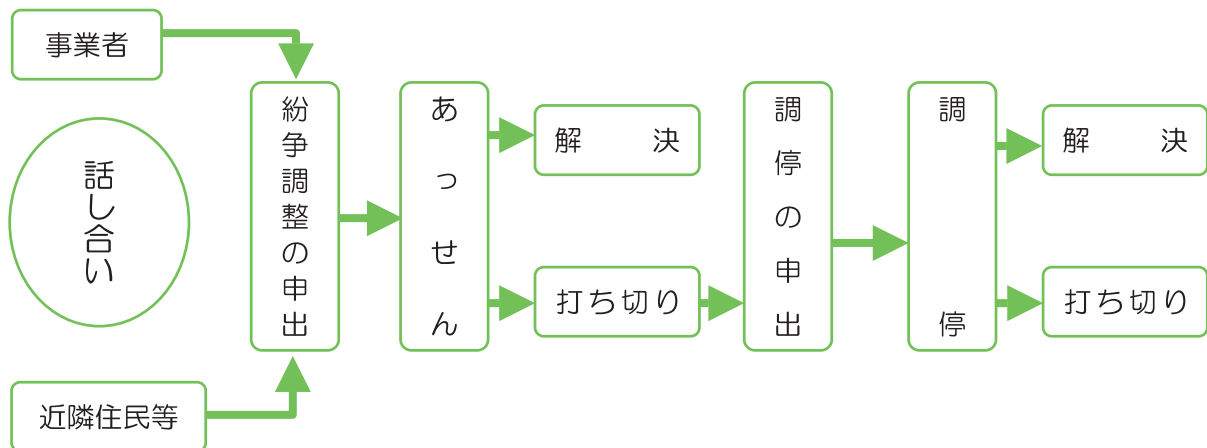 事業者
話し合い
近隣住民等
紛争調整の申出
あっせん
解決
打ち切り
調停の申出
調停
解決
打ち切り